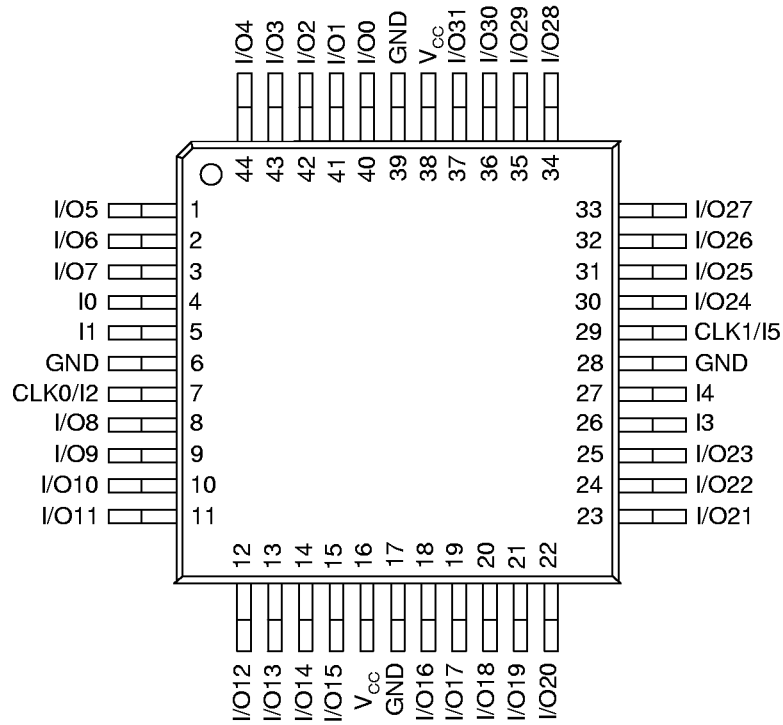 I/O4 I/O3 I/O2 I/O1 I/O0 GND VCC I/O31 I/O30 I/O29 I/O28
44 43 42 41 40 39 38 37 36 35 34
I/O5 1 33 I/O27
I/O6 2 32 I/O26
I/O7 3 31 I/O25
I0 4 30 I/O24
I1 5 29 CLK1/I5
GND 6 28 GND
CLK0/I2 7 27 I4
I/O8 8 26 I3
I/O9 9 25 I/O23
I/O10 10 24 I/O22
I/O11 11 23 I/O21
12 13 14 15 16 17 18 19 20 21 22
I/O12 I/O13 I/O14 I/O15 VCC GND I/O16 I/O17 I/O18 I/O19 I/O20